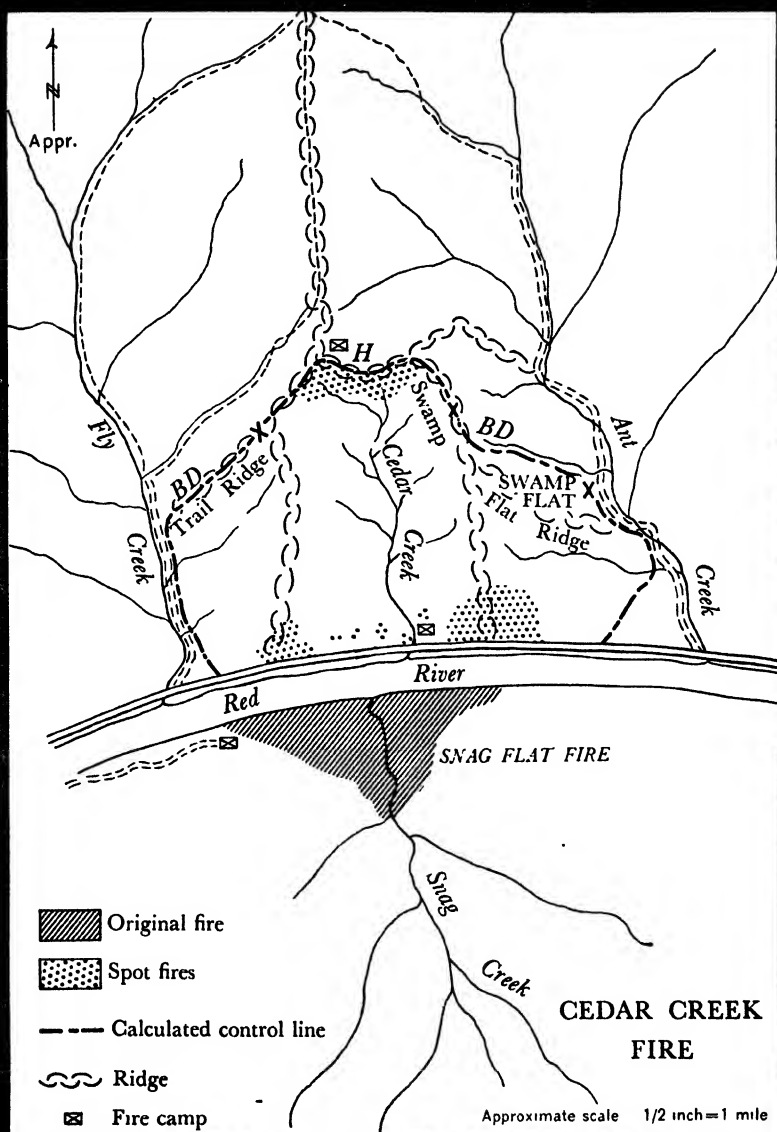 N
Appr.
H
Fly
Creek
BD
Trail Ridge
Cedar
Creek
Swamp
Flat
Ridge
BD
SWAMP
FLAT
Ant
Creek
X
X
X
Red River
SNAG FLAT FIRE
Snag
Creek
Original fire
Spot fires
Calculated control line
Ridge
Fire camp
CEDAR CREEK
FIRE
Approximate scale 1/2 inch=1 mile